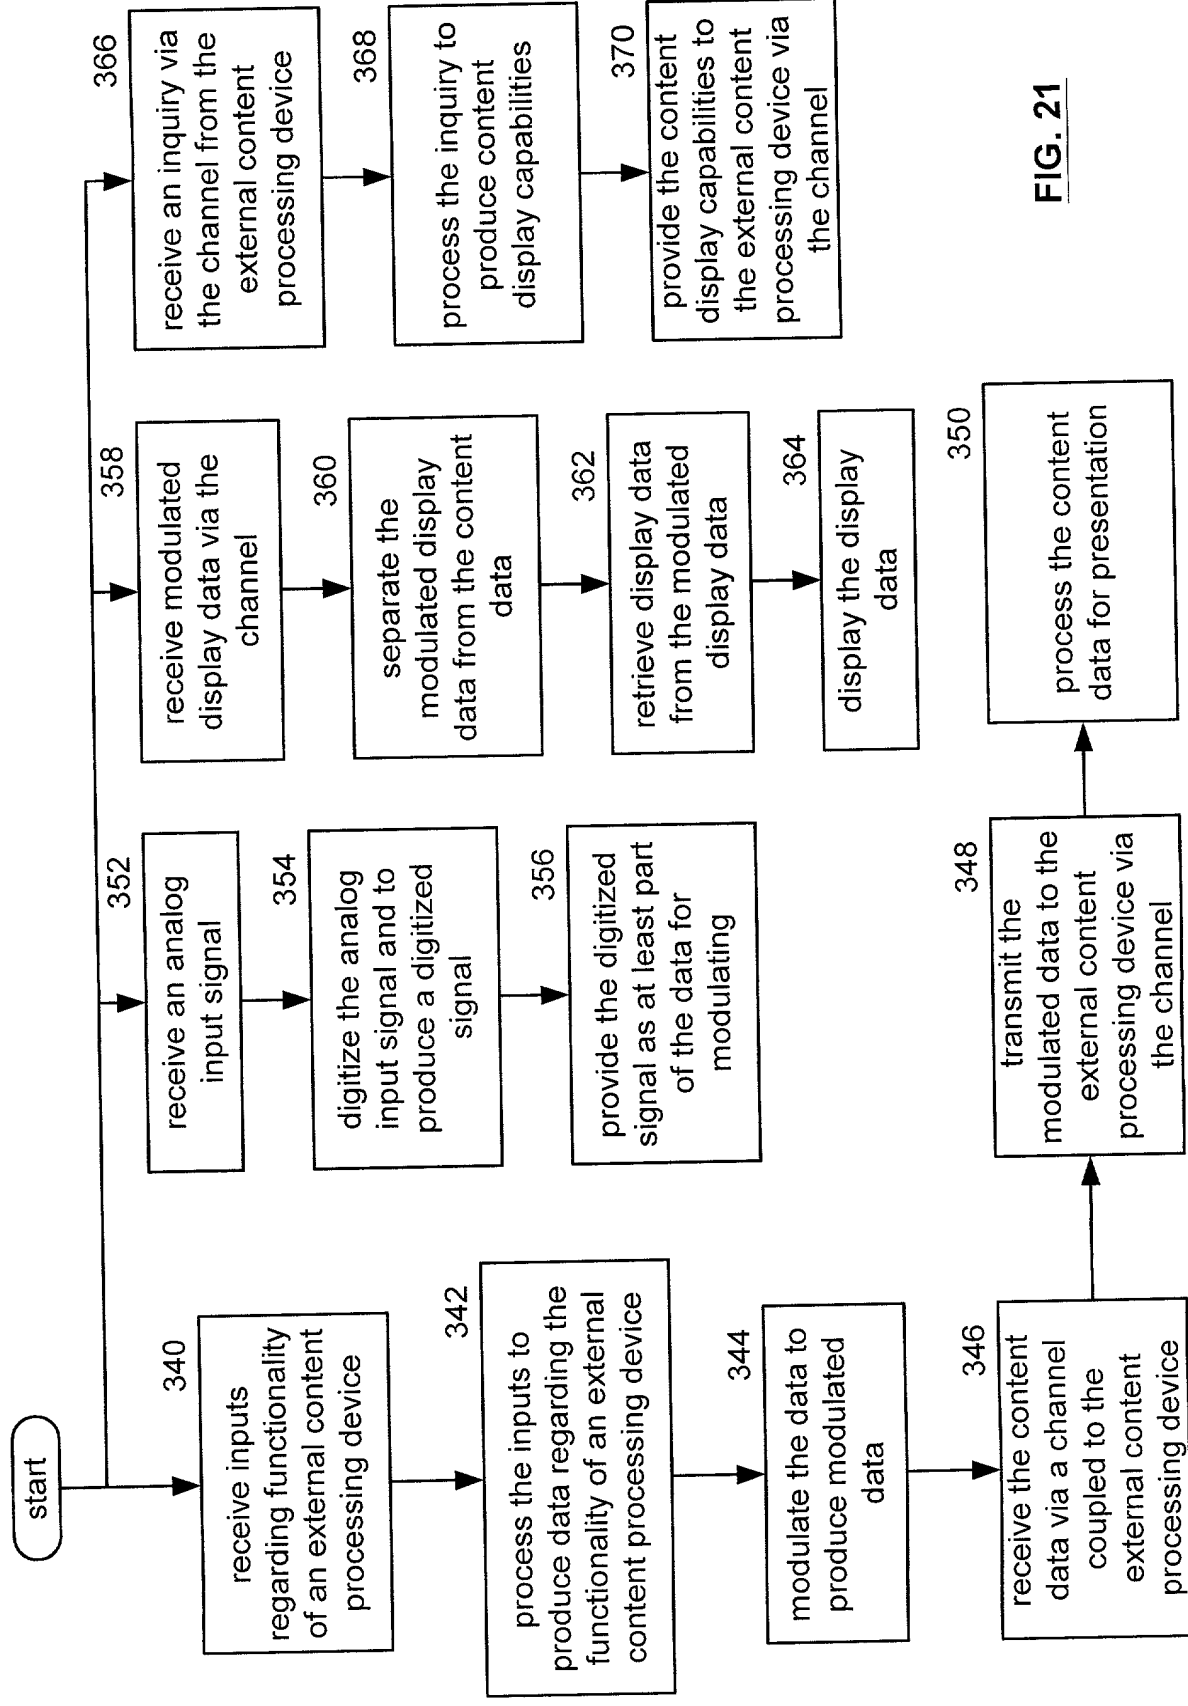 start
340
receive inputs
regarding functionality
of an external content
processing device
342
process the inputs to
produce data regarding the
functionality of an external
content processing device
344
modulate the data to
produce modulated
data
346
receive the content
data via a channel
coupled to the
external content
processing device
348
transmit the
modulated data to the
external content
processing device via
the channel
350
process the content
data for presentation
352
receive an analog
input signal
354
digitize the analog
input signal and to
produce a digitized
signal
356
provide the digitized
signal as at least part
of the data for
modulating
358
receive modulated
display data via the
channel
360
separate the
modulated display
data from the content
data
362
retrieve display data
from the modulated
display data
364
display the display
data
366
receive an inquiry via
the channel from the
external content
processing device
368
process the inquiry to
produce content
display capabilities
370
provide the content
display capabilities to
the external content
processing device via
the channel
FIG. 21